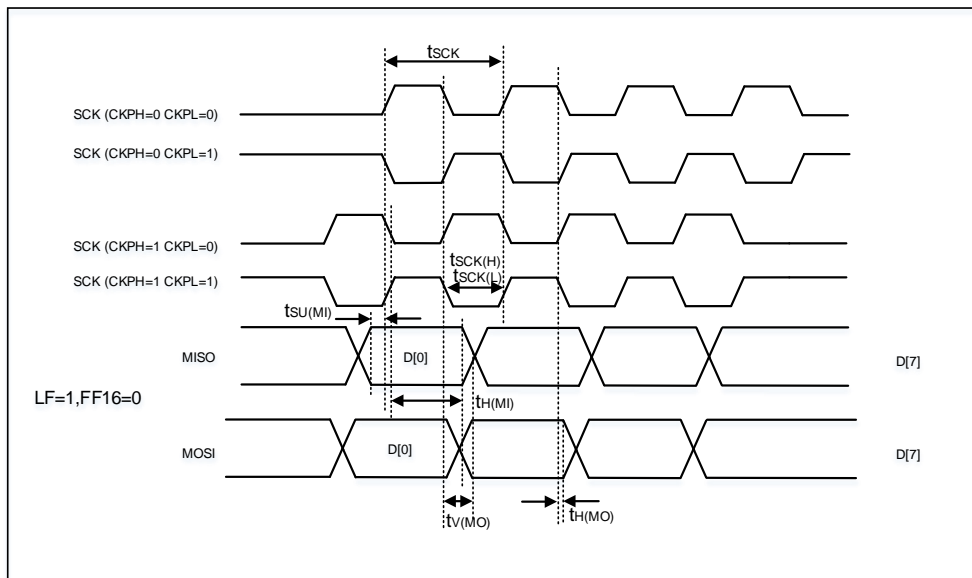 tSCK
SCK (CKPH=0 CKPL=0)
SCK (CKPH=0 CKPL=1)
SCK (CKPH=1 CKPL=0)
tSCK(H)
tSCK(L)
SCK (CKPH=1 CKPL=1)
tSU(MI)
MISO
D[0]
D[7]
LF=1,FF16=0
tH(MI)
MOSI
D[0]
D[7]
tV(MO)
tH(MO)